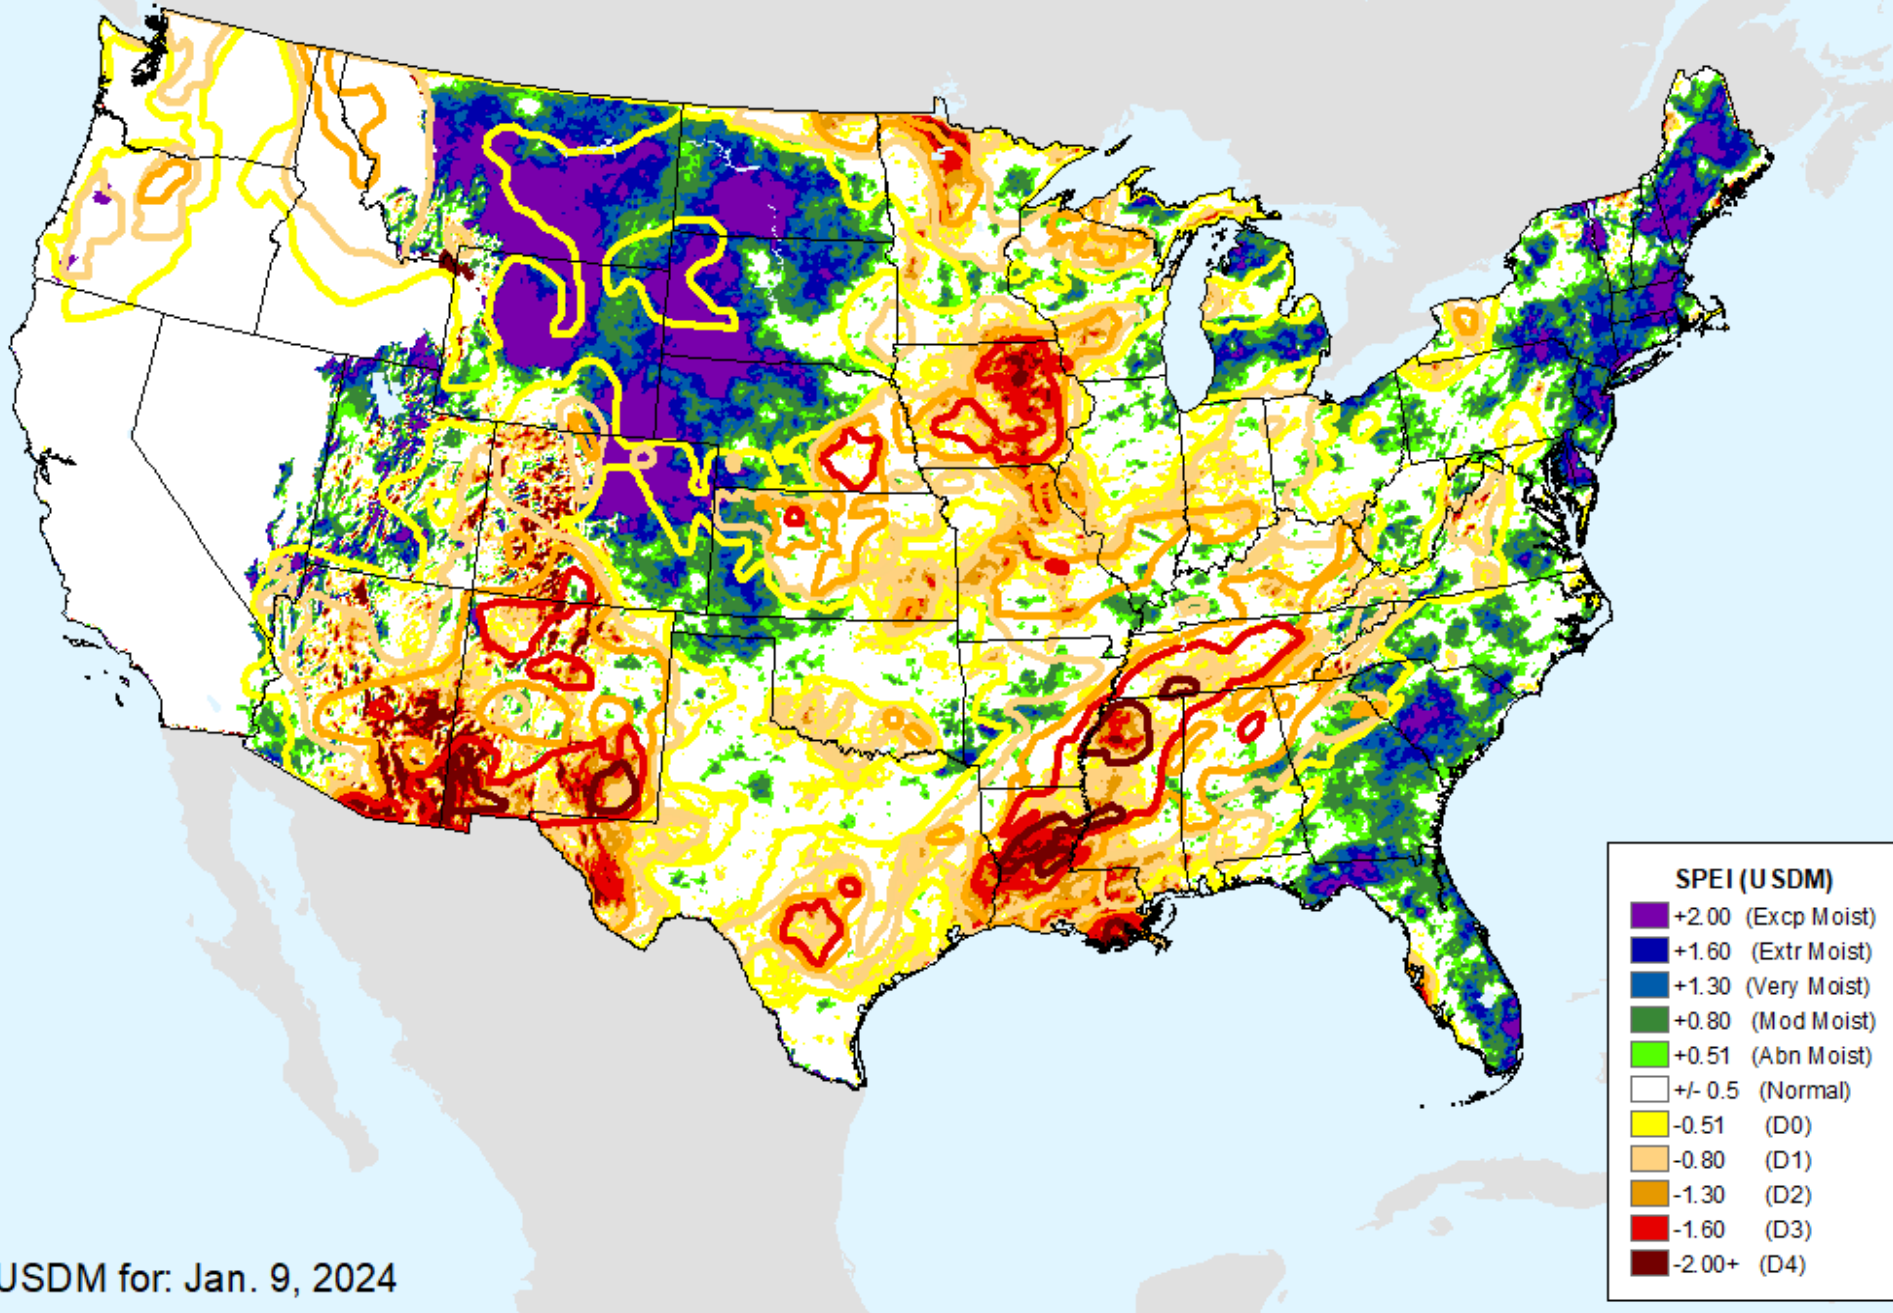 SPEI (USDM)
+2.00 (Excp Moist)
+1.60 (Extr Moist)
+1.30 (Very Moist)
+0.80 (Mod Moist)
+0.51 (Abn Moist)
+/- 0.5 (Normal)
-0.51 (D0)
-0.80 (D1)
-1.30 (D2)
-1.60 (D3)
-2.00+ (D4)
USDM for: Jan. 9, 2024